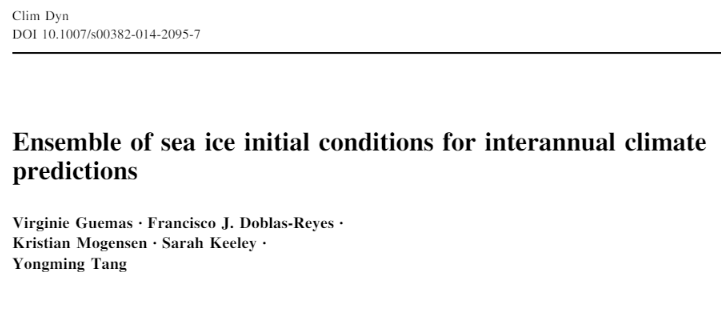 Clim Dyn
DOI 10.1007/s00382-014-2095-7
Ensemble of sea ice initial conditions for interannual climate
predictions
Virginie Guemas · Francisco J. Doblas-Reyes ·
Kristian Mogensen · Sarah Keeley ·
Yongming Tang